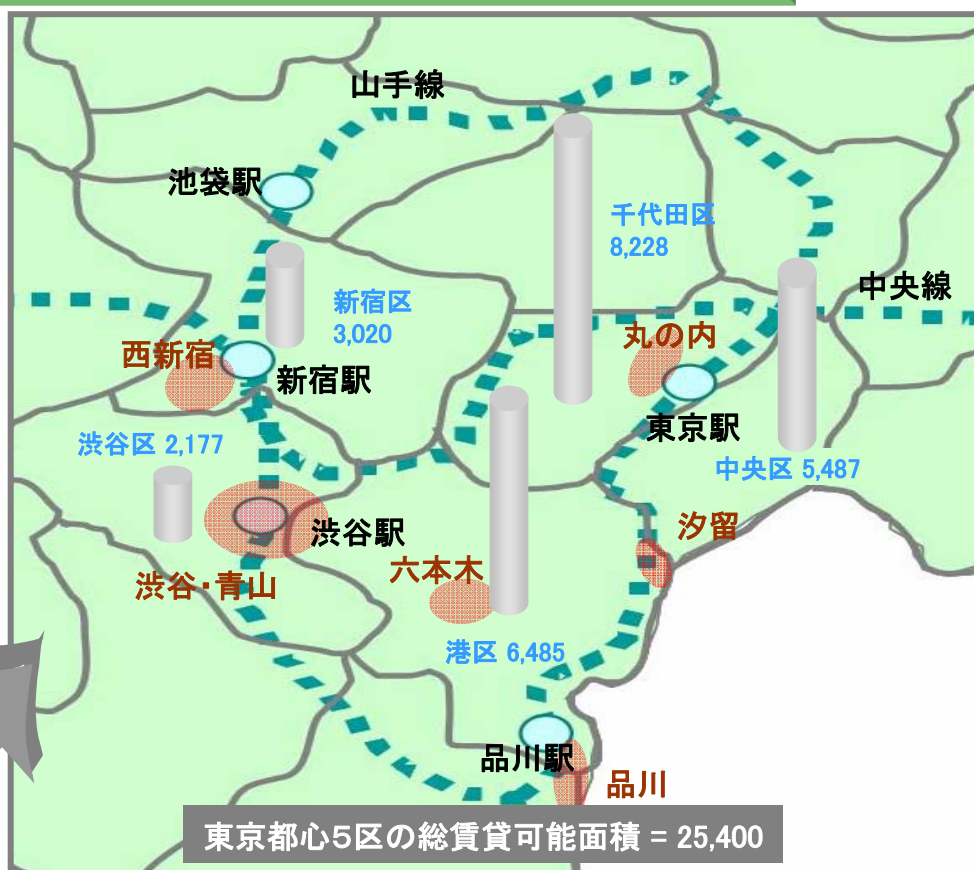 山手線
池袋駅
千代田区
8,228
新宿区
3,020
中央線
西新宿
丸の内
新宿駅
東京駅
渋谷区 2,177
中央区 5,487
渋谷駅
汐留
六本木
渋谷・青山
港区 6,485
品川駅
品川
東京都心5区の総賃貸可能面積 = 25,400